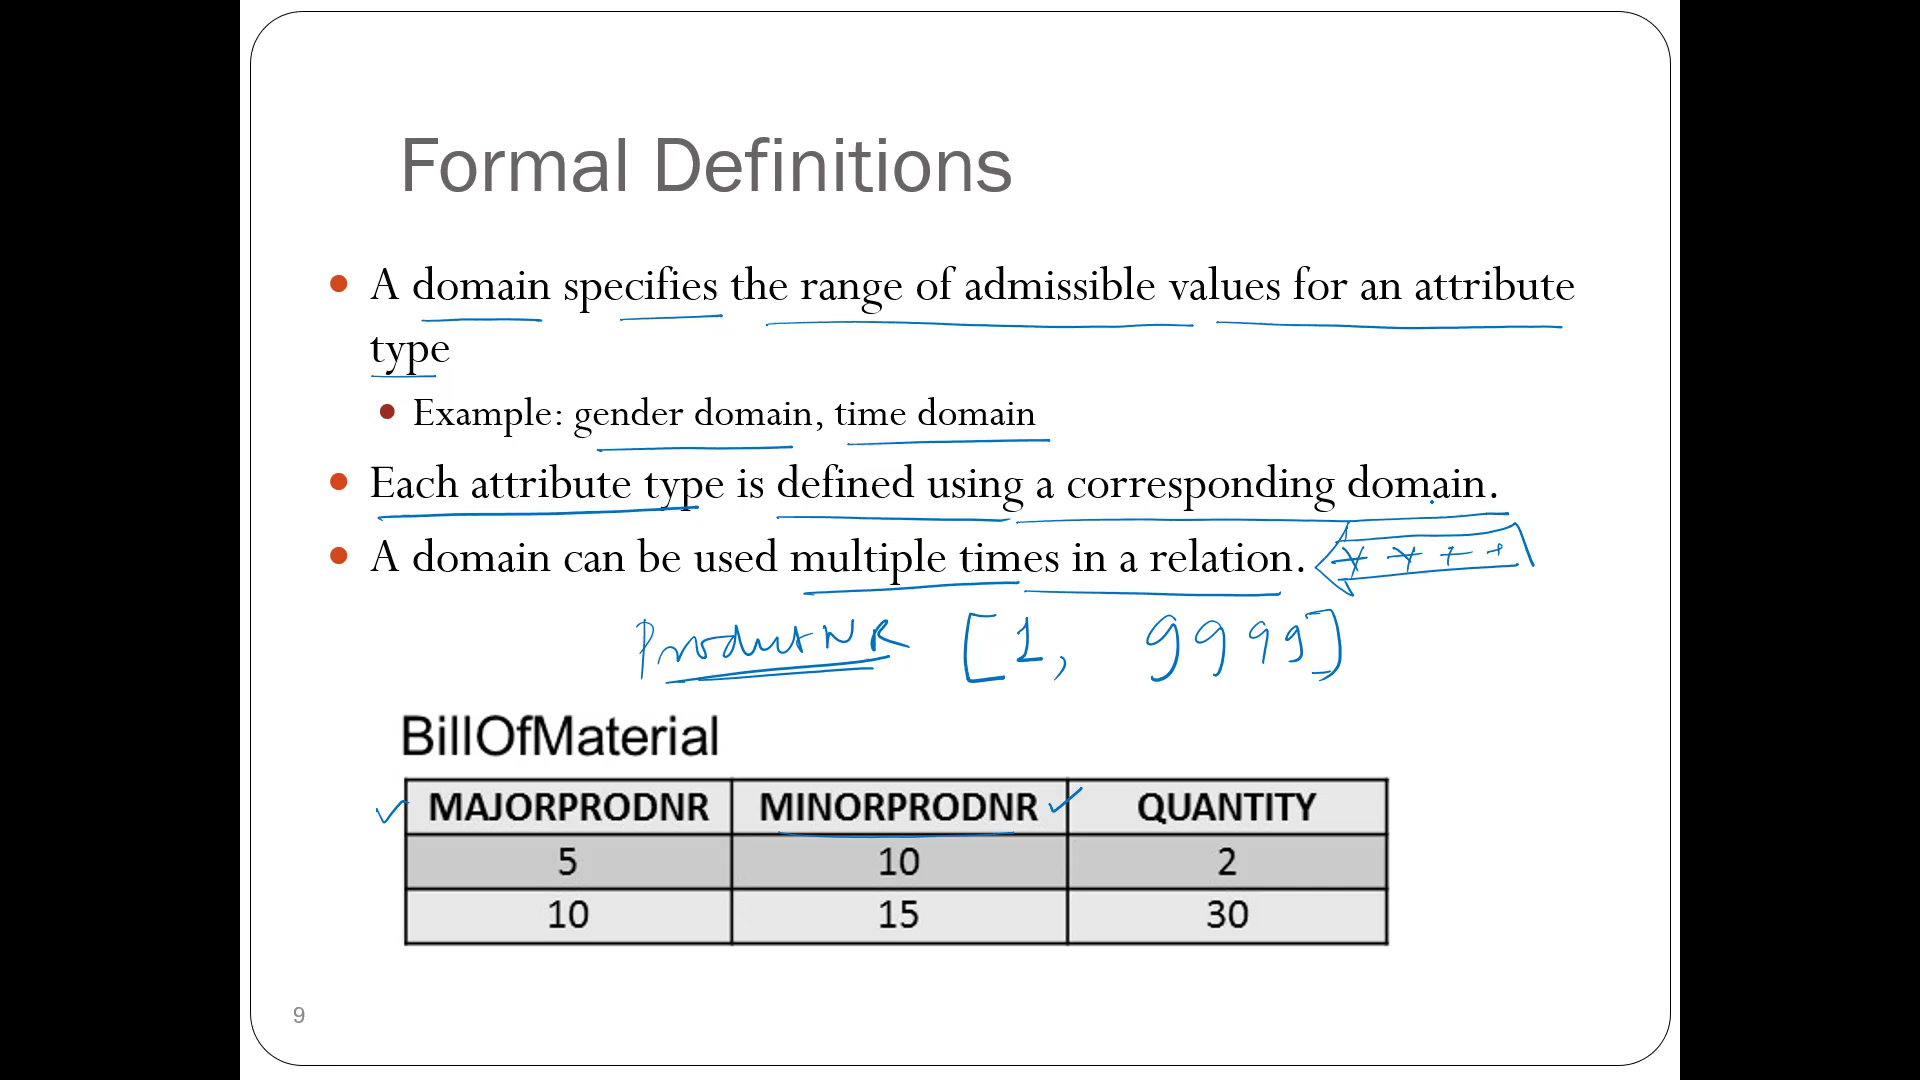 Formal Definitions
• A domain specifies the range of admissible values for an attribute
type
• Example: gender domain, time domain
• Each attribute type is defined using a corresponding domain.
• A domain can be used multiple times in a relation.
ProductNR [1, 9999]
BillOfMaterial
MAJORPRODNR MINORPRODNR QUANTITY
5 10 2
10 15 30
9